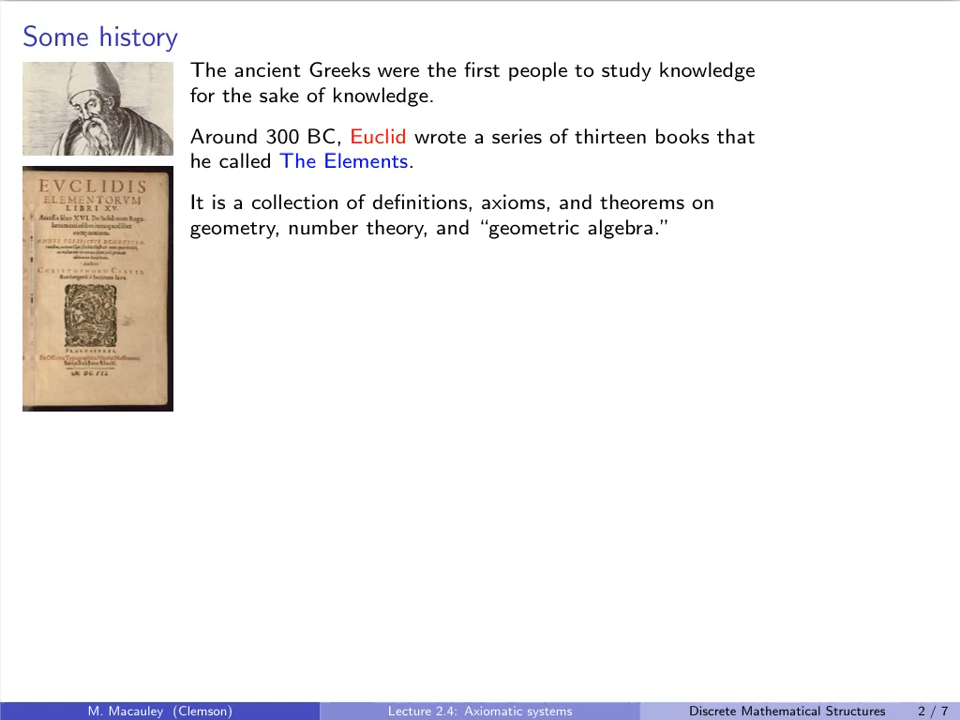 Some history
The ancient Greeks were the first people to study knowledge
for the sake of knowledge.
Around 300 BC, Euclid wrote a series of thirteen books that
he called The Elements.
It is a collection of definitions, axioms, and theorems on
geometry, number theory, and “geometric algebra.”
EVCLIDIS
ELEMENTORVM
LIBRI XV.
M. Macauley (Clemson)
Lecture 2.4: Axiomatic systems
Discrete Mathematical Structures
2 / 7